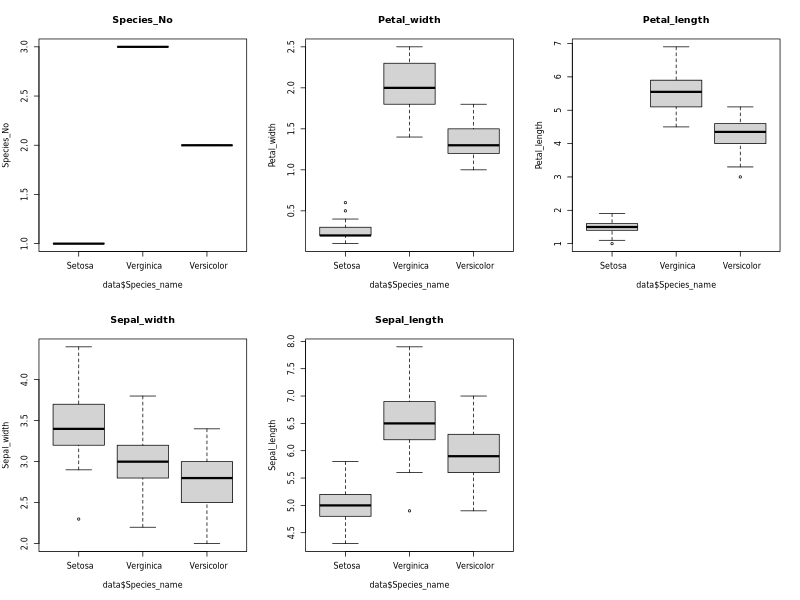 Species_No
Species_No
3.0
2.5
2.0
1.5
1.0
Setosa Verginica Versicolor
data$Species_name
Petal_width
Petal_width
2.5
2.0
1.5
1.0
0.5
Setosa Verginica Versicolor
data$Species_name
Petal_length
Petal_length
7
6
5
4
3
2
1
Setosa Verginica Versicolor
data$Species_name
Sepal_width
Sepal_width
4.0
3.5
3.0
2.5
2.0
Setosa Verginica Versicolor
data$Species_name
Sepal_length
Sepal_length
8.0
7.5
7.0
6.5
6.0
5.5
5.0
4.5
Setosa Verginica Versicolor
data$Species_name